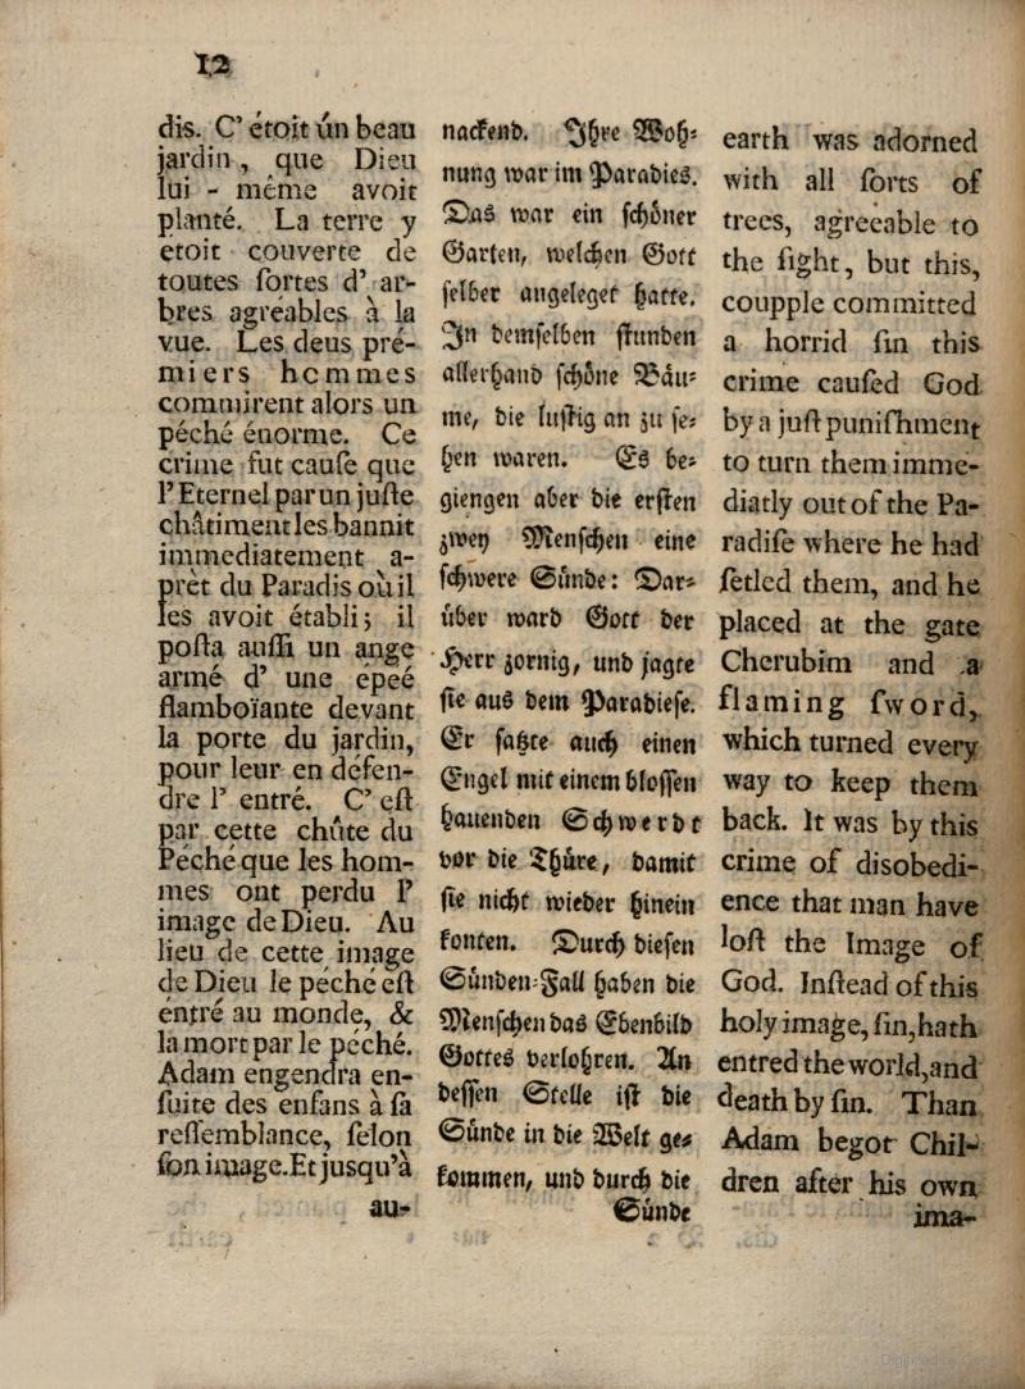 12
dis. C' étoit ún beau
jardin, que Dieu
lui - méme avoit
planté. La terre y
etoit couverte de
toutes ſortes d' ar-
bres agréables à la
vue. Les deus pré-
miers hommes
commirent alors un
péché énorme. Ce
crime fut cauſe que
l' Eternel par un juſte
châtiment les bannit
immediatement a-
prèt du Paradis où il
les avoit établi; il
poſta auſſi un ange
armé d' une épeé
flamboïante devant
la porte du jardin,
pour leur en défen-
dre l' entré. C' eſt
par cette chûte du
Péché que les hom-
mes ont perdu l'
image de Dieu. Au
lieu de cette image
de Dieu le péché eſt
éntré au monde, &
la mort par le péché.
Adam engendra en-
ſuite des enfans à ſa
reſſemblance, ſelon
ſon image. Et jusqu'à
au-
nackend. Ihre Woh⸗
nung war im Paradies.
Das war ein ſchöner
Garten, welchen Gott
ſelber angeleget hatte.
In demſelben ſtunden
allerhand ſchöne Bäu⸗
me, die luſtig an zu ſe⸗
hen waren. Es be⸗
giengen aber die erſten
zwey Menſchen eine
ſchwere Sünde: Dar⸗
über ward Gott der
Herr zornig, und jagte
ſie aus dem Paradieſe.
Er ſaßte auch einen
Engel mit einem bloſſen
hauenden Schwerdt
vor die Thüre, damit
ſie nicht wieder hinein
konten. Durch dieſen
Sünden⸗Fall haben die
Menſchen das Ebenbild
Gottes verlohren. An
deſſen Stelle iſt die
Sünde in die Welt ge⸗
kommen, und durch die
Sünde
earth was adorned
with all ſorts of
trees, agreeable to
the ſight, but this,
coupple committed
a horrid ſin this
crime cauſed God
by a juſt puniſhment
to turn them imme-
diatly out of the Pa-
radiſe where he had
ſetled them, and he
placed at the gate
Cherubim and a
flaming ſword,
which turned every
way to keep them
back. It was by this
crime of disobedi-
ence that man have
loſt the Image of
God. Inſtead of this
holy image, ſin, hath
entred the world, and
death by ſin. Than
Adam begot Chil-
dren after his own
ima-